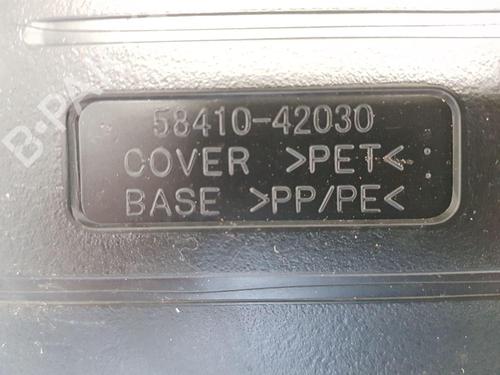 58410-42030
COVER >PET<
BASE >PP/PE<